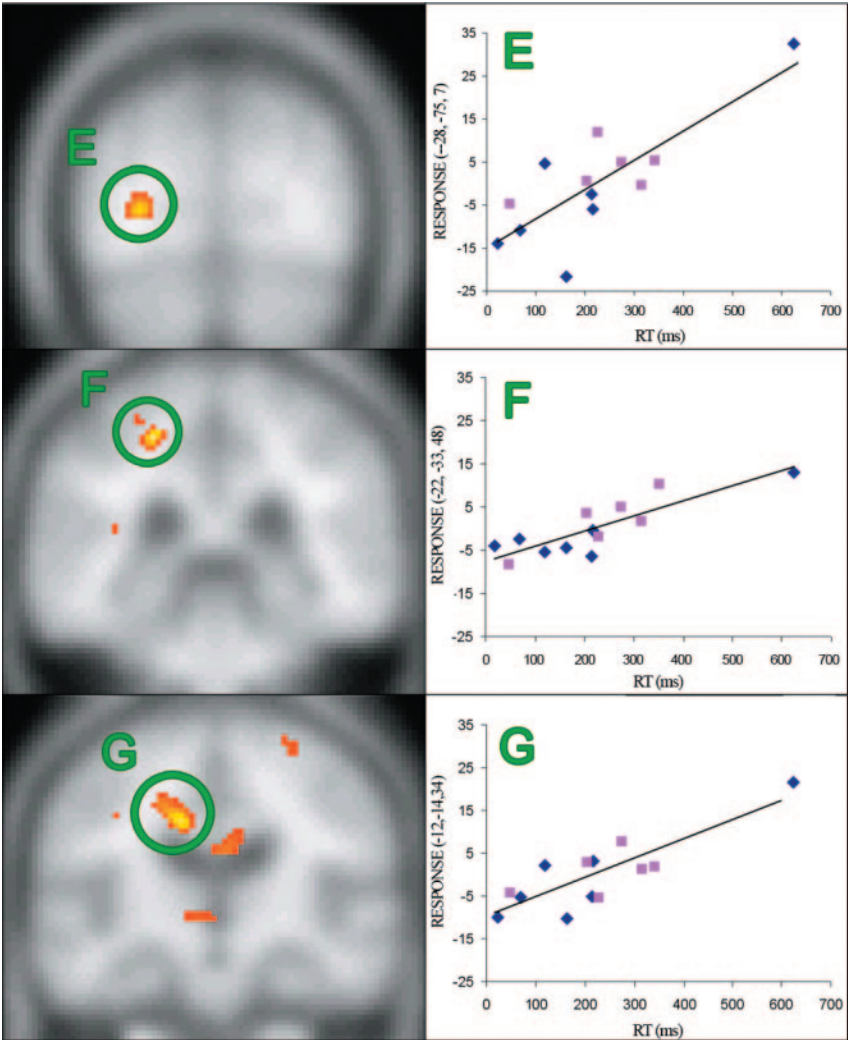 E
E
RESPONSE (--28, -75, 7)
35
25
15
5
-5
-15
-25
0 100 200 300 400 500 600 700
RT (ms)
F
F
RESPONSE (-22, -33, 48)
35
25
15
5
-5
-15
-25
0 100 200 300 400 500 600 700
RT (ms)
G
G
RESPONSE (-12,-14,34)
35
25
15
5
-5
-15
-25
0 100 200 300 400 500 600 700
RT (ms)